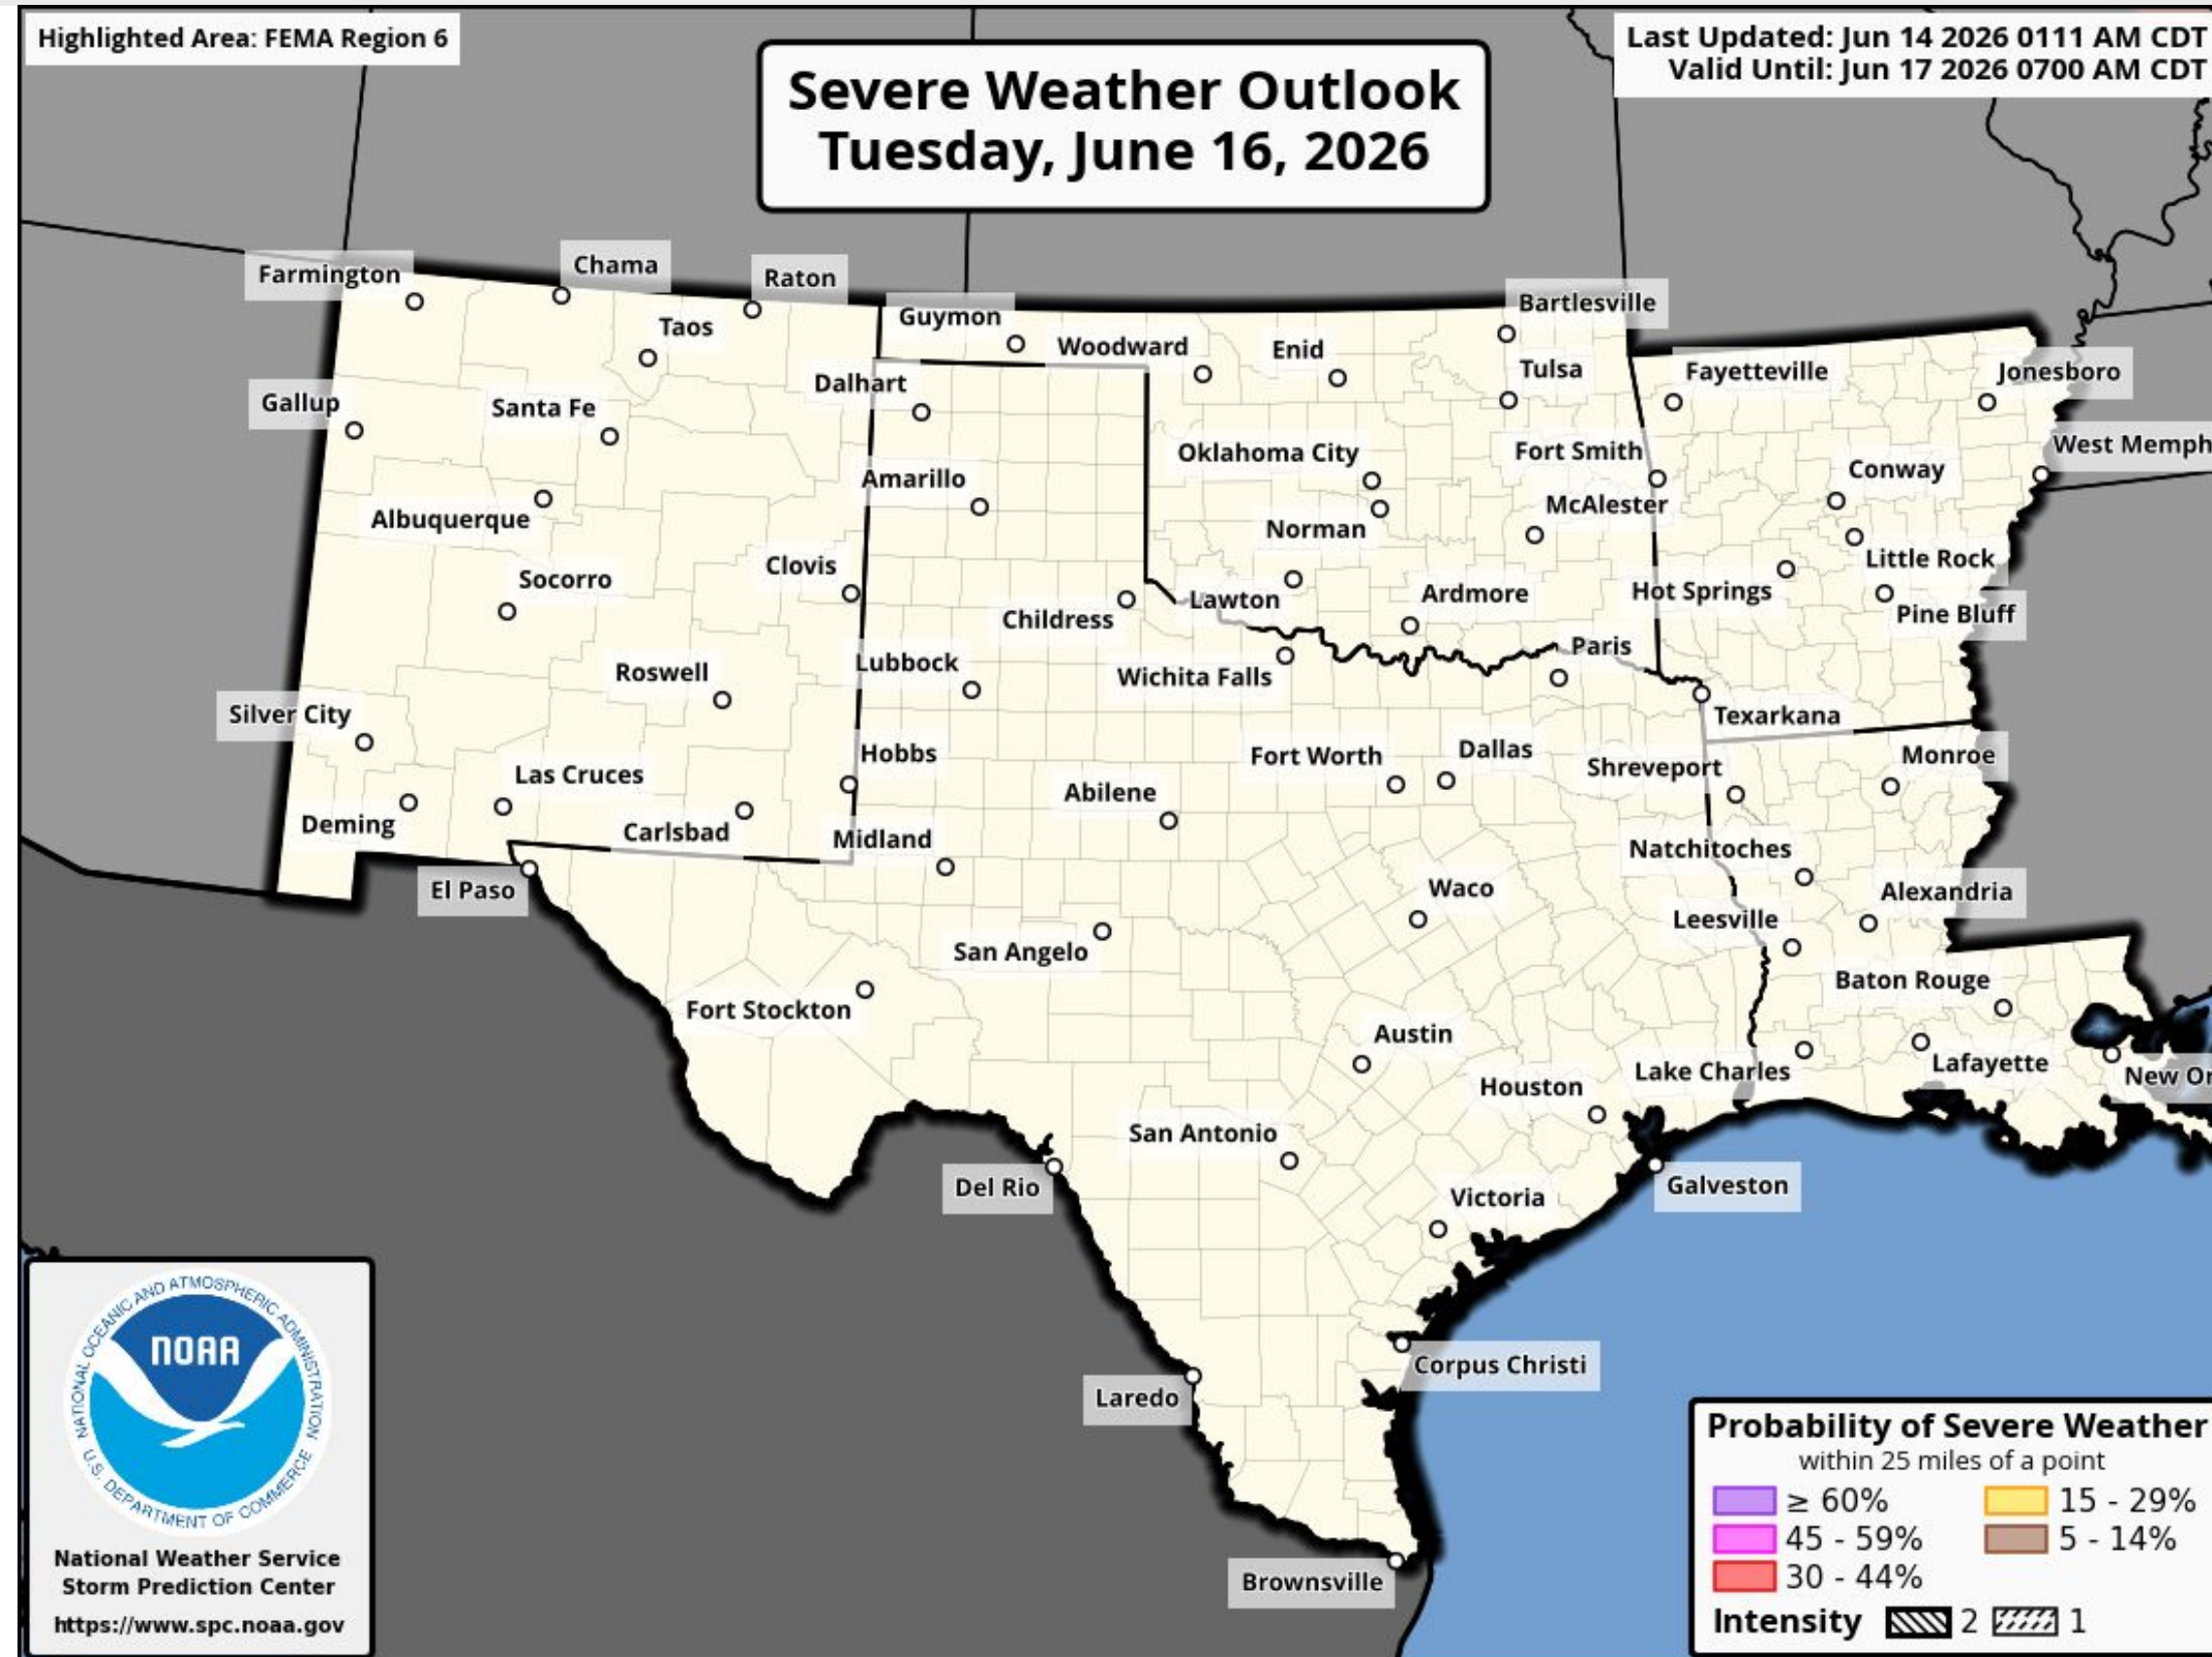 Highlighted Area: FEMA Region 6
Last Updated: Jun 14 2026 0111 AM CDT
Valid Until: Jun 17 2026 0700 AM CDT
Severe Weather Outlook
Tuesday, June 16, 2026
Farmington
Chama
Raton
Taos
Guymon
Woodward
Enid
Bartlesville
Tulsa
Fayetteville
Jonesboro
Dalhart
Gallup
Santa Fe
Oklahoma City
Fort Smith
West Memph
Conway
Amarillo
McAlester
Albuquerque
Norman
Little Rock
Clovis
Socorro
Hot Springs
Lawton
Ardmore
Pine Bluff
Childress
Paris
Lubbock
Roswell
Wichita Falls
Silver City
Texarkana
Hobbs
Fort Worth
Dallas
Shreveport
Monroe
Las Cruces
Abilene
Deming
Carlsbad
Midland
Natchitoches
El Paso
Waco
Alexandria
Leesville
San Angelo
Baton Rouge
Fort Stockton
Austin
Lafayette
Lake Charles
New Or
Houston
San Antonio
Del Rio
Galveston
Victoria
Corpus Christi
Laredo
Brownsville
NATIONAL OCEANIC AND ATMOSPHERIC ADMINISTRATION
NOAA
U.S. DEPARTMENT OF COMMERCE
National Weather Service
Storm Prediction Center
https://www.spc.noaa.gov
Probability of Severe Weather
within 25 miles of a point
≥ 60%
15 - 29%
45 - 59%
5 - 14%
30 - 44%
Intensity 2 1